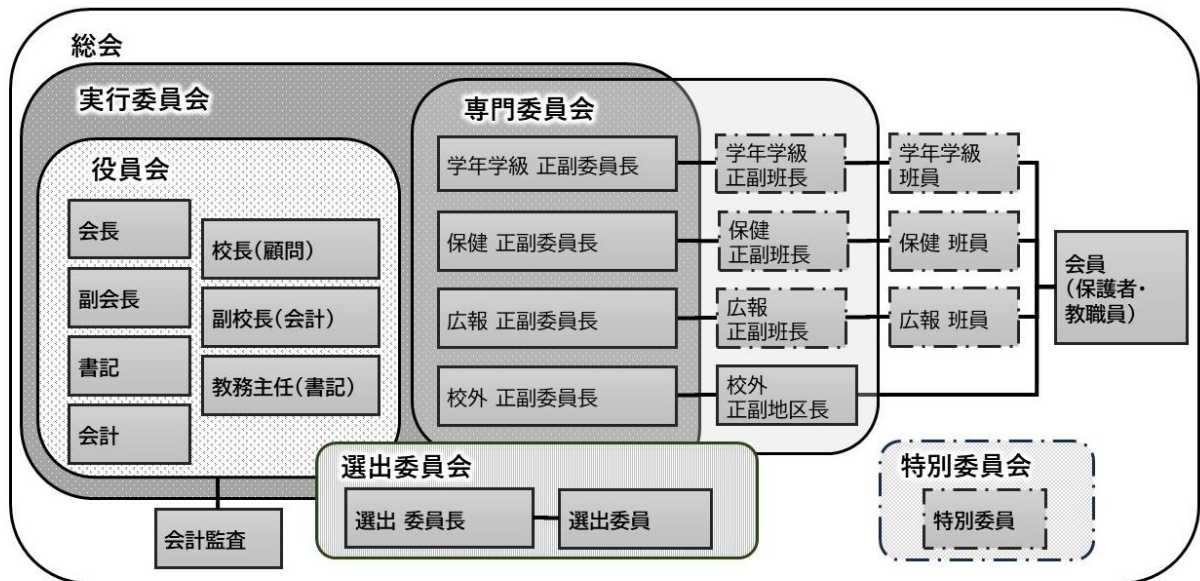 総会
実行委員会
役員会
会長
副会長
書記
会計
校長(顧問)
副校長(会計)
教務主任(書記)
専門委員会
学年学級 正副委員長
学年学級
正副班長
学年学級
班員
保健 正副委員長
保健
正副班長
保健 班員
広報 正副委員長
広報
正副班長
広報 班員
校外 正副委員長
校外
正副地区長
会員
(保護者・
教職員)
選出委員会
選出 委員長
選出委員
特別委員会
特別委員
会計監査